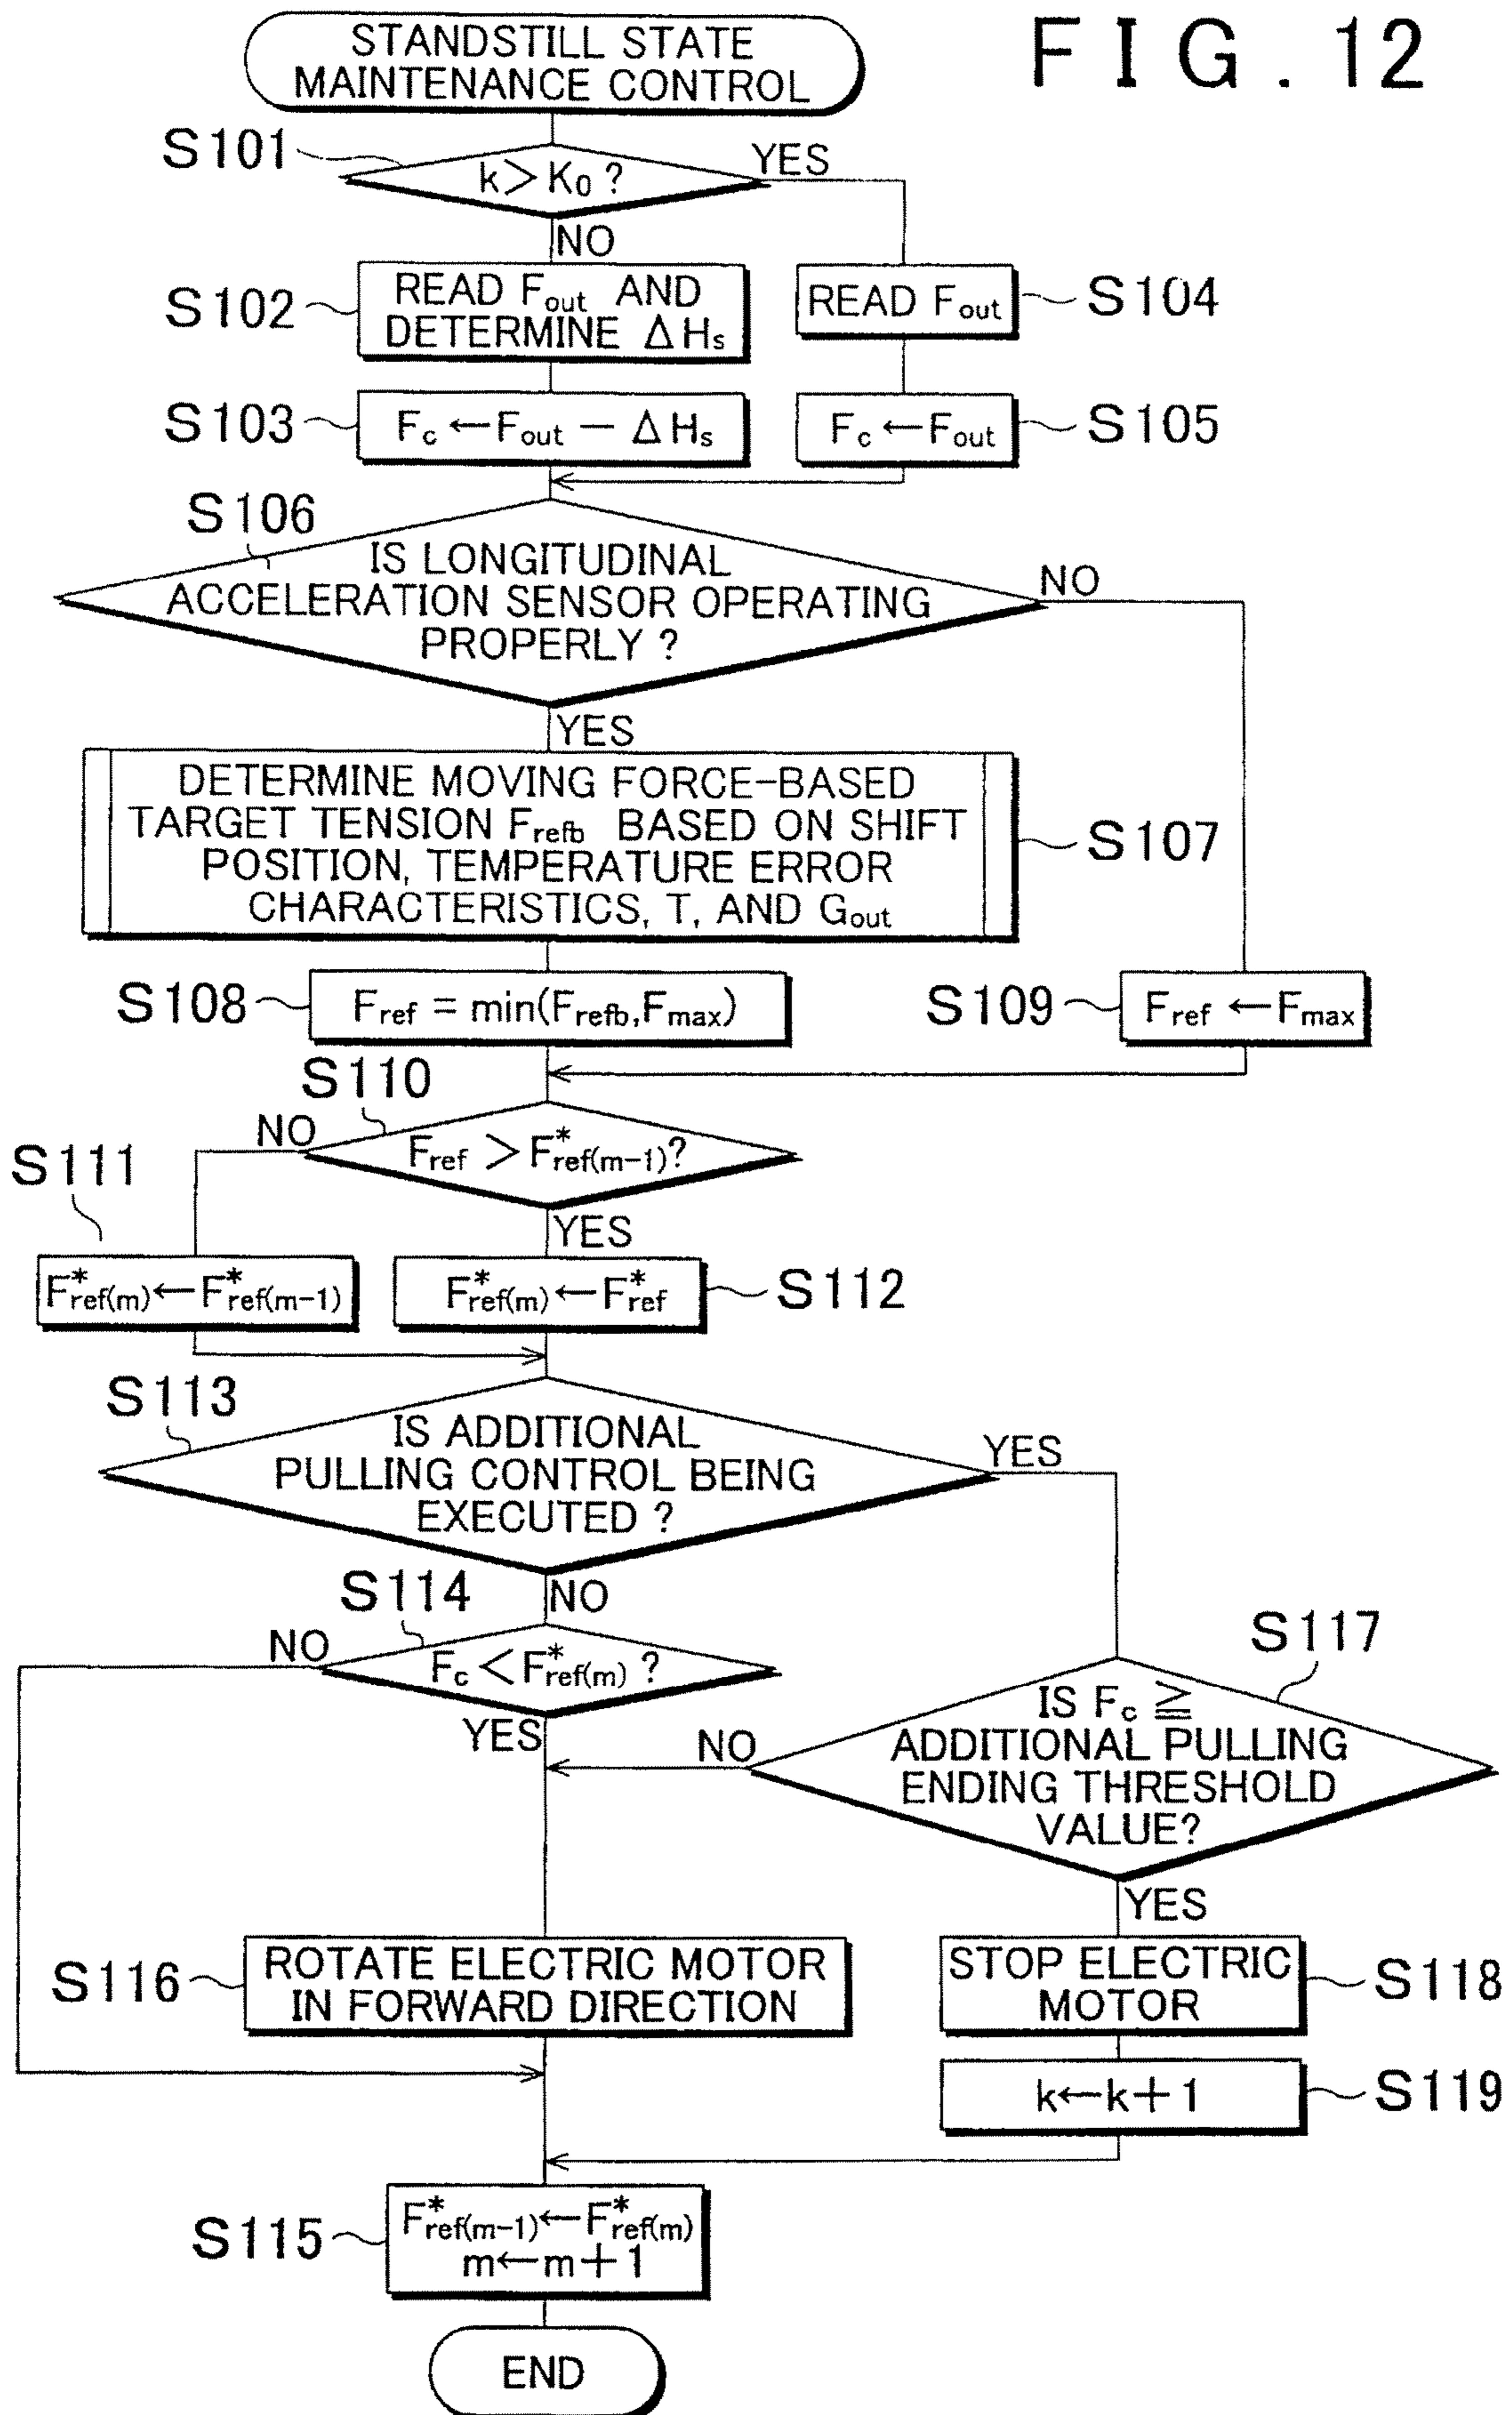 FIG. 12
STANDSTILL STATE
MAINTENANCE CONTROL
S101
k > K0 ?
YES
NO
S102
READ Fout AND
DETERMINE ΔHs
READ Fout
S104
S103
Fc ← Fout − ΔHs
Fc ← Fout
S105
S106
IS LONGITUDINAL
ACCELERATION SENSOR OPERATING
PROPERLY ?
NO
YES
DETERMINE MOVING FORCE-BASED
TARGET TENSION Frefb BASED ON SHIFT
POSITION, TEMPERATURE ERROR
CHARACTERISTICS, T, AND Gout
S107
S108
Fref = min(Frefb, Fmax)
S109
Fref ← Fmax
S110
NO
Fref > F*ref(m−1)?
S111
YES
F*ref(m) ← F*ref(m−1)
F*ref(m) ← F*ref
S112
S113
IS ADDITIONAL
PULLING CONTROL BEING
EXECUTED ?
YES
NO
S114
NO
Fc < F*ref(m) ?
YES
S117
IS Fc ≧
ADDITIONAL PULLING
ENDING THRESHOLD
VALUE?
NO
YES
S116
ROTATE ELECTRIC MOTOR
IN FORWARD DIRECTION
STOP ELECTRIC
MOTOR
S118
k ← k + 1
S119
S115
F*ref(m−1) ← F*ref(m)
m ← m + 1
END